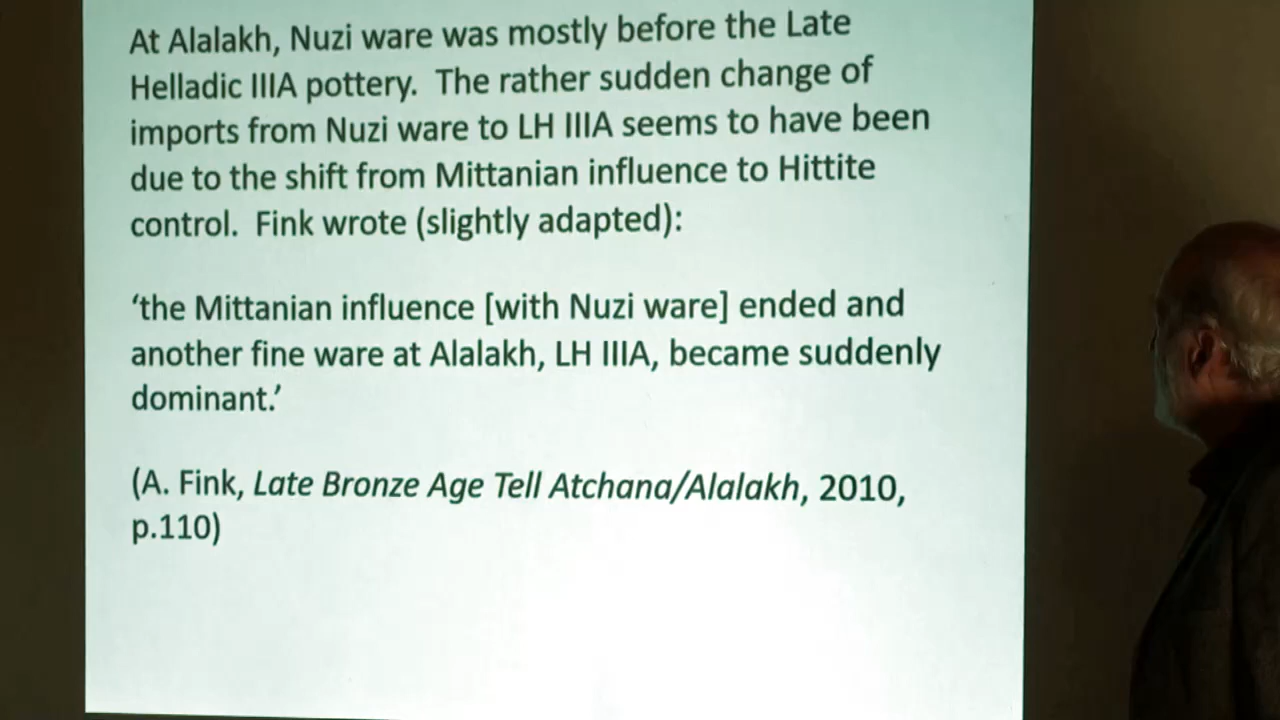 At Alalakh, Nuzi ware was mostly before the Late
Helladic IIIA pottery.  The rather sudden change of
imports from Nuzi ware to LH IIIA seems to have been
due to the shift from Mittanian influence to Hittite
control.  Fink wrote (slightly adapted):
‘the Mittanian influence [with Nuzi ware] ended and
another fine ware at Alalakh, LH IIIA, became suddenly
dominant.’
(A. Fink, Late Bronze Age Tell Atchana/Alalakh, 2010,
p.110)